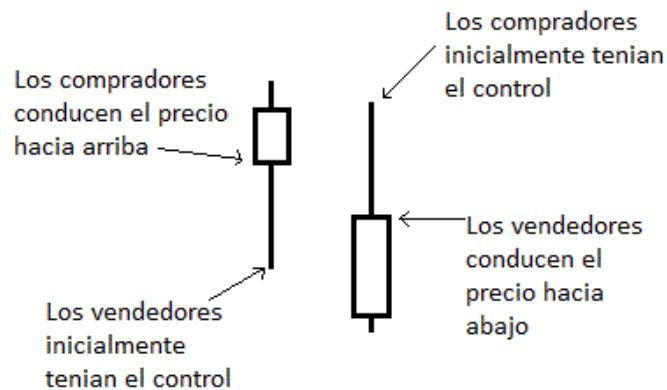 Los compradores
conducen el precio
hacia arriba
Los vendedores
inicialmente
tenian el control
Los compradores
inicialmente tenian
el control
Los vendedores
conducen el
precio hacia
abajo